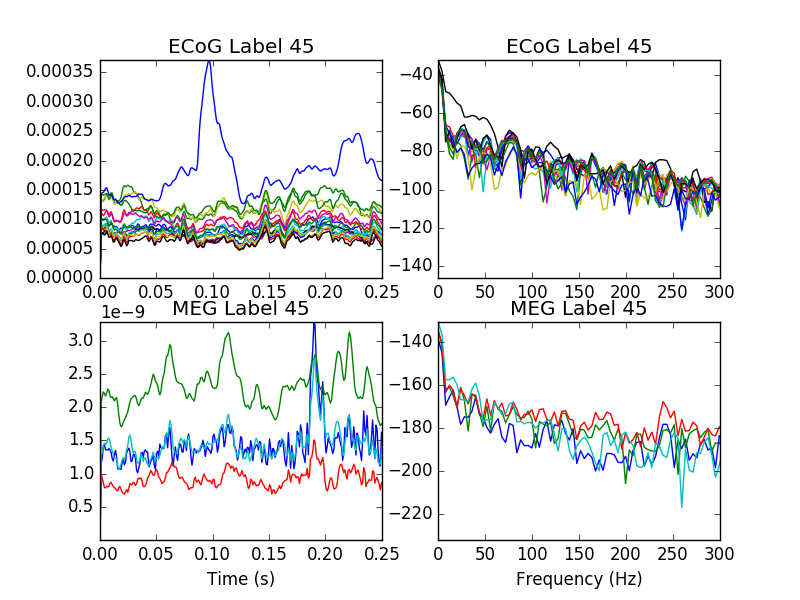 ECoG Label 45
0.00035
0.00030
0.00025
0.00020
0.00015
0.00010
0.00005
0.00000
0.00 0.05 0.10 0.15 0.20 0.25
ECoG Label 45
−40
−60
−80
−100
−120
−140
0 50 100 150 200 250 300
MEG Label 45
1e−9
3.0
2.5
2.0
1.5
1.0
0.5
0.00 0.05 0.10 0.15 0.20 0.25
Time (s)
MEG Label 45
−140
−160
−180
−200
−220
0 50 100 150 200 250 300
Frequency (Hz)